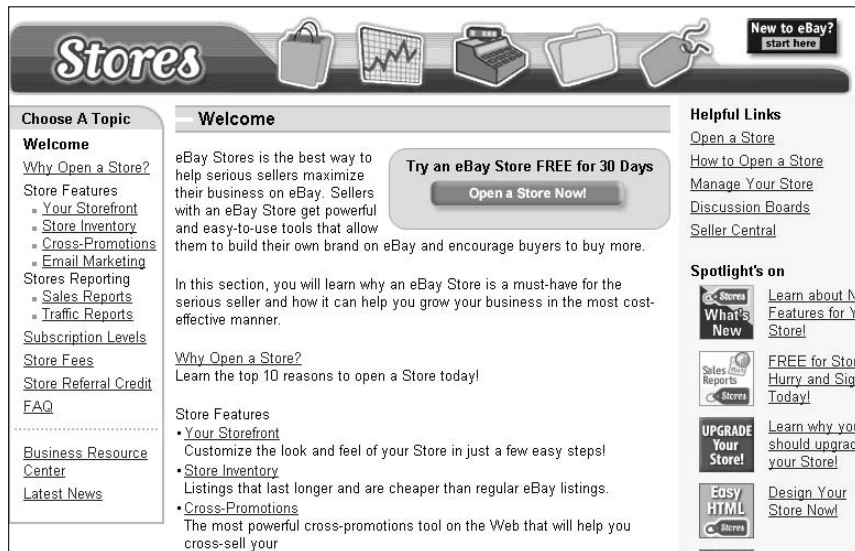 Stores
New to eBay?
start here
Choose A Topic
Welcome
Why Open a Store?
Store Features
Your Storefront
Store Inventory
Cross-Promotions
Email Marketing
Stores Reporting
Sales Reports
Traffic Reports
Subscription Levels
Store Fees
Store Referral Credit
FAQ
Business Resource
Center
Latest News
Welcome
eBay Stores is the best way to
help serious sellers maximize
their business on eBay. Sellers
with an eBay Store get powerful
and easy-to-use tools that allow
them to build their own brand on eBay and encourage buyers to buy more.
Try an eBay Store FREE for 30 Days
Open a Store Now!
In this section, you will learn why an eBay Store is a must-have for the
serious seller and how it can help you grow your business in the most cost-
effective manner.
Why Open a Store?
Learn the top 10 reasons to open a Store today!
Store Features
• Your Storefront
Customize the look and feel of your Store in just a few easy steps!
• Store Inventory
Listings that last longer and are cheaper than regular eBay listings.
• Cross-Promotions
The most powerful cross-promotions tool on the Web that will help you
cross-sell your
Helpful Links
Open a Store
How to Open a Store
Manage Your Store
Discussion Boards
Seller Central
Spotlight's on
Stores
What's
New
Learn about N
Features for Y
Store!
Sales
Reports
Stores
FREE for Stor
Hurry and Sig
Today!
UPGRADE
Your
Store!
Learn why you
should upgrad
your Store!
Easy
HTML
Stores
Design Your
Store Now!